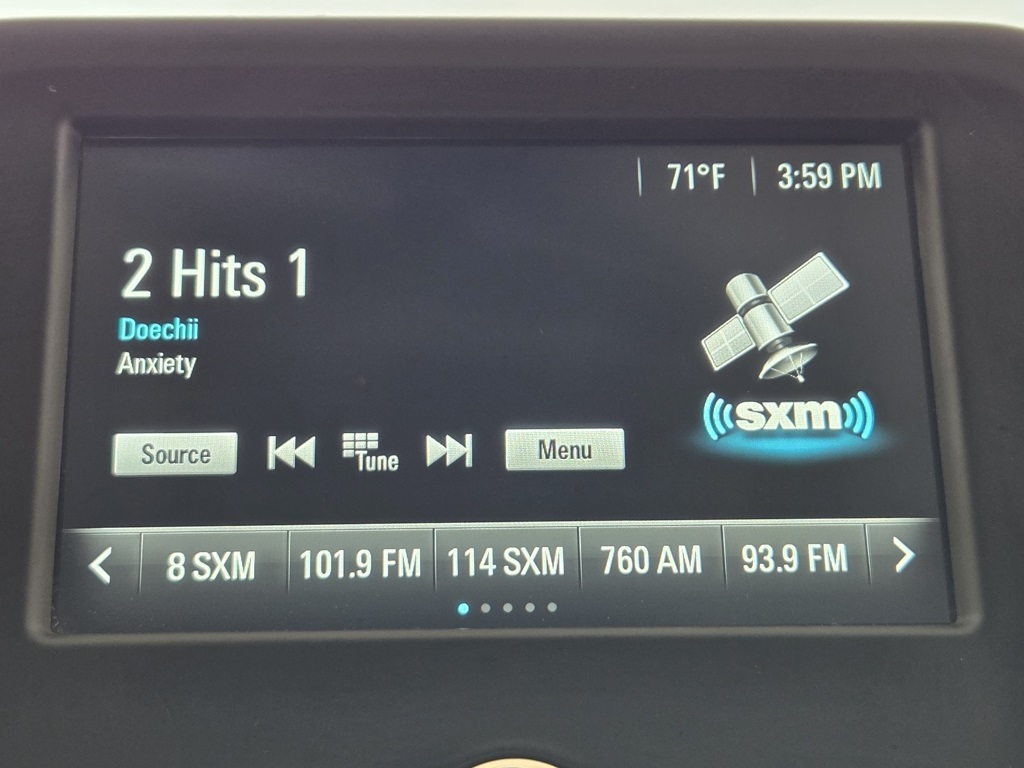 71°F 3:59 PM
2 Hits 1
Doechii
Anxiety
sxm
Source Tune Menu
8 SXM 101.9 FM 114 SXM 760 AM 93.9 FM